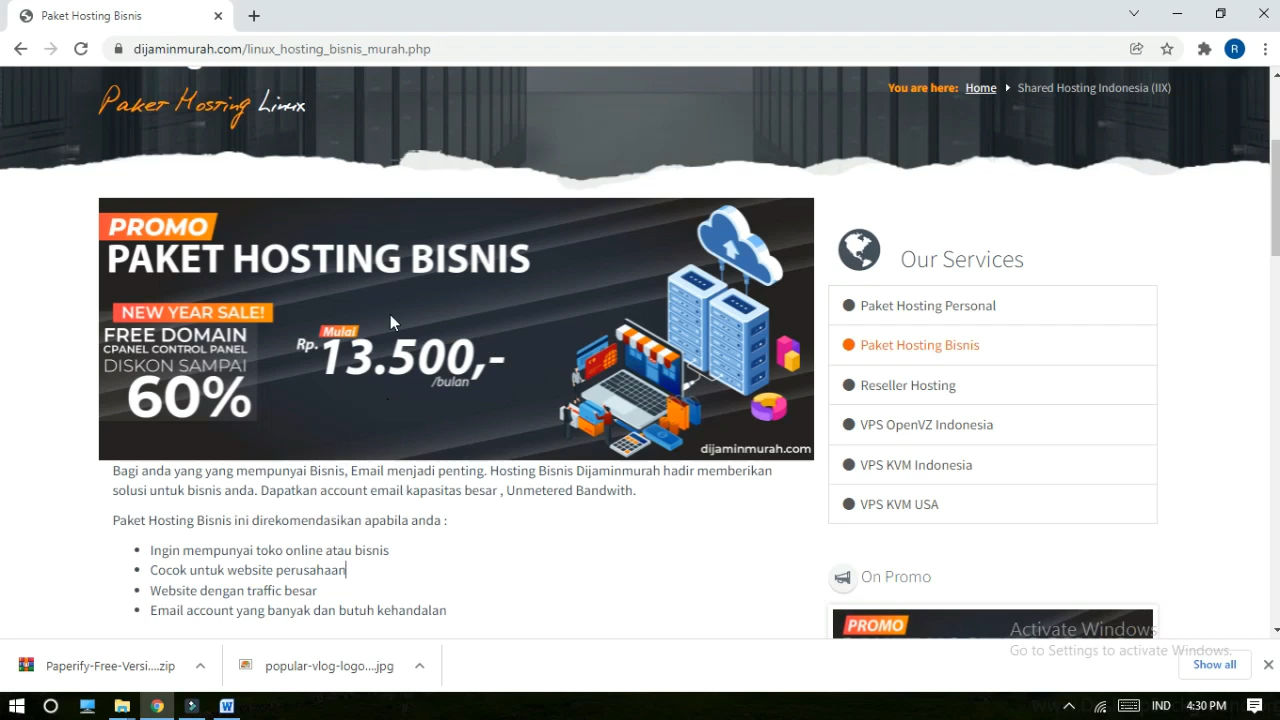 Paket Hosting Bisnis
dijaminmurah.com/linux_hosting_bisnis_murah.php
R
Paket Hosting Linux
You are here: Home Shared Hosting Indonesia (IIX)
PROMO
PAKET HOSTING BISNIS
NEW YEAR SALE!
FREE DOMAIN
CPANEL CONTROL PANEL
DISKON SAMPAI
60%
Mulai
Rp. 13.500,-
/bulan
dijaminmurah.com
Bagi anda yang yang mempunyai Bisnis, Email menjadi penting. Hosting Bisnis Dijaminmurah hadir memberikan
solusi untuk bisnis anda. Dapatkan account email kapasitas besar , Unmetered Bandwith.
Paket Hosting Bisnis ini direkomendasikan apabila anda :
Ingin mempunyai toko online atau bisnis
Cocok untuk website perusahaan
Website dengan traffic besar
Email account yang banyak dan butuh kehandalan
Our Services
Paket Hosting Personal
Paket Hosting Bisnis
Reseller Hosting
VPS OpenVZ Indonesia
VPS KVM Indonesia
VPS KVM USA
On Promo
PROMO
Activate Windows
Go to Settings to activate Windows.
Paperify-Free-Versi....zip
popular-vlog-logo....jpg
Show all
IND
4:30 PM